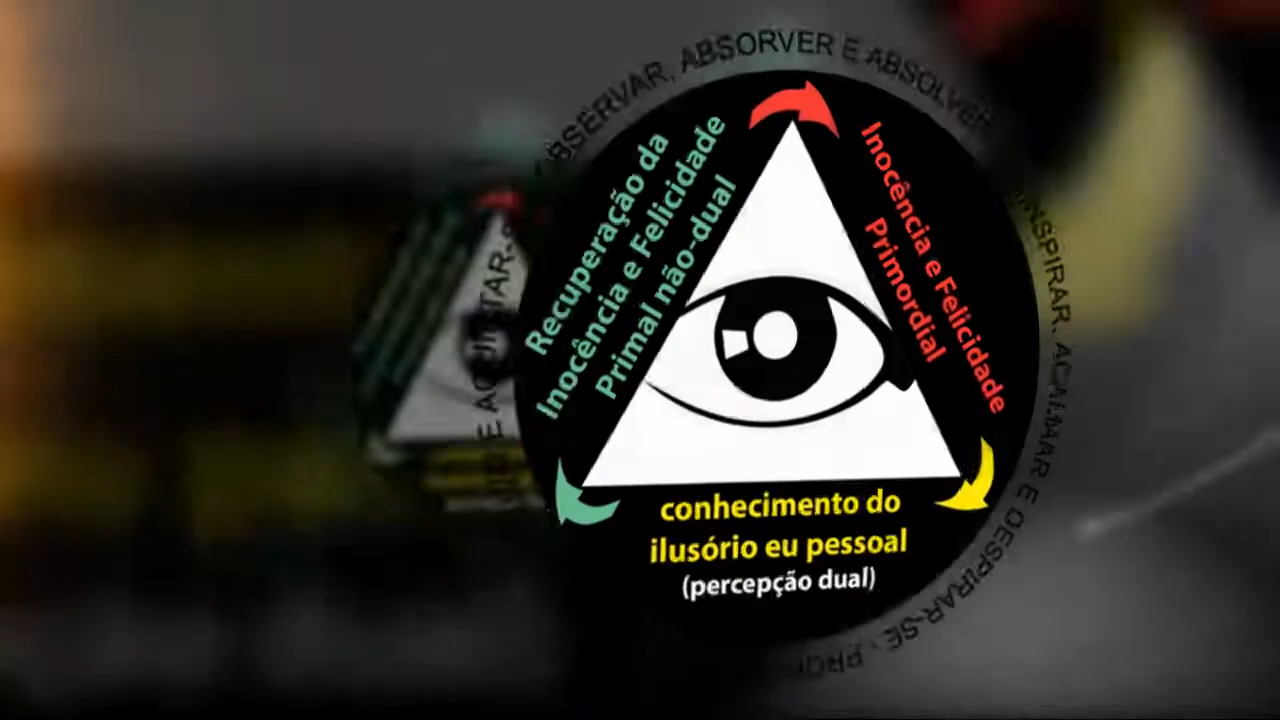 OBSERVAR, ABSORVER E ABSOLVER
INSPIRAR, ACALMAR E DESPIRAR-SE
Recuperação da
Inocência e Felicidade
Primal não-dual
Inocência e Felicidade
Primordial
conhecimento do
ilusório eu pessoal
(percepção dual)